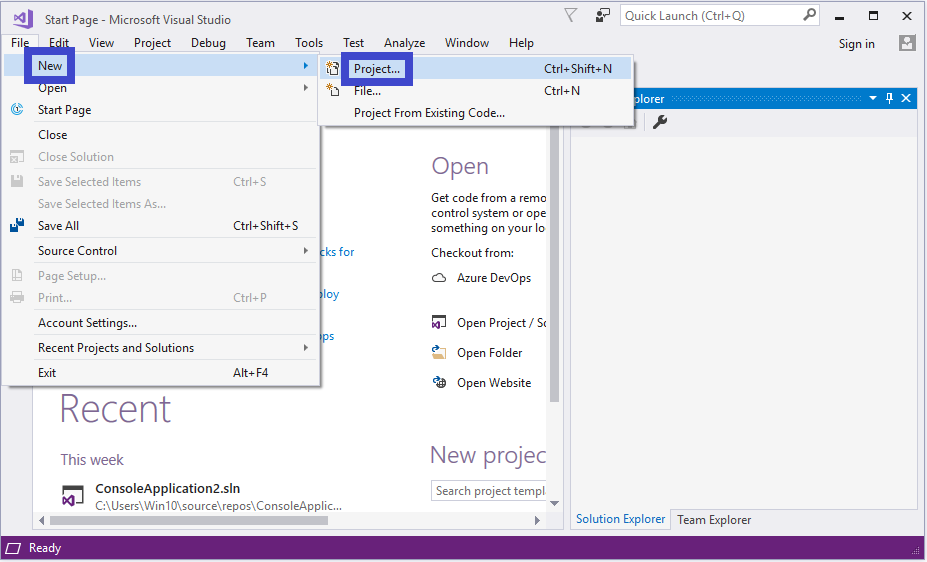 Start Page - Microsoft Visual Studio
Quick Launch (Ctrl+Q)
File Edit View Project Debug Team Tools Test Analyze Window Help
Sign in
New
Open
Start Page
Close
Close Solution
Save Selected Items Ctrl+S
Save Selected Items As...
Save All Ctrl+Shift+S
Source Control
Page Setup...
Print... Ctrl+P
Account Settings...
Recent Projects and Solutions
Exit Alt+F4
Project... Ctrl+Shift+N
File... Ctrl+N
Project From Existing Code...
cks for
ploy
ps
Recent
This week
ConsoleApplication2.sln
C:\Users\Win10\source\repos\ConsoleApplic...
Open
Get code from a remo
control system or ope
something on your lo
Checkout from:
Azure DevOps
Open Project / So
Open Folder
Open Website
New projec
Search project templ
xplorer
Solution Explorer Team Explorer
Ready